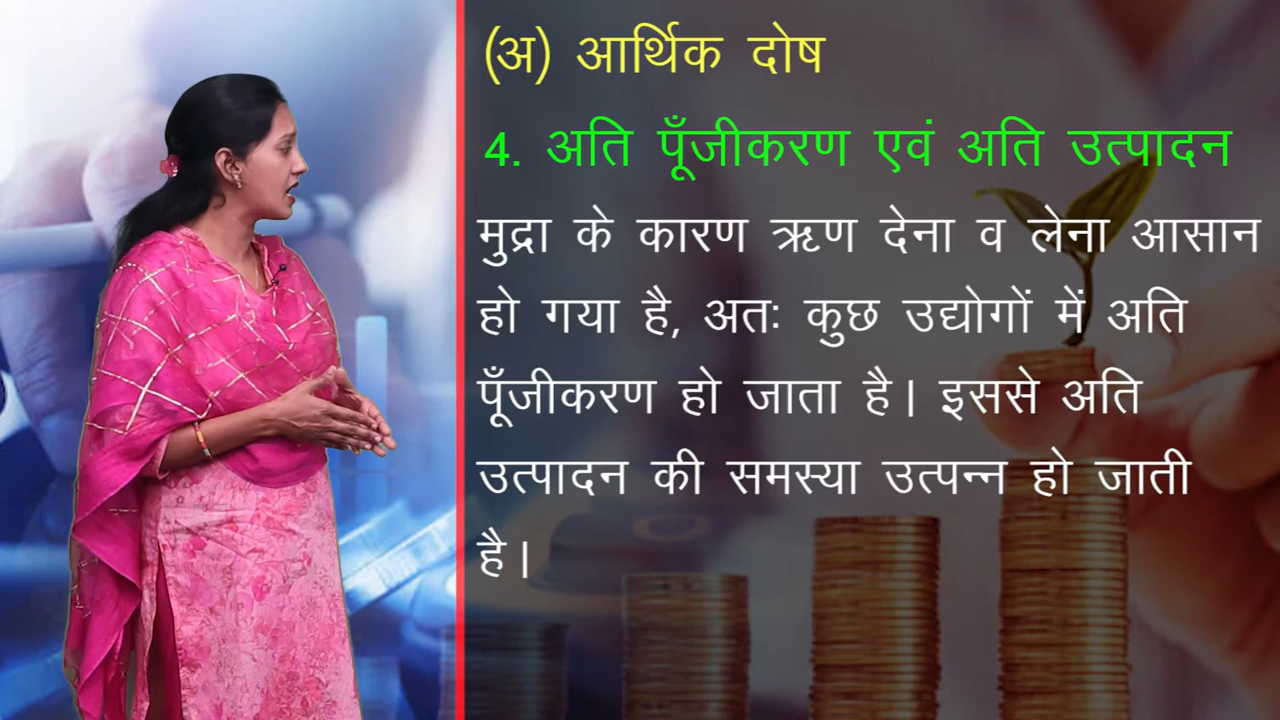 (अ) आर्थिक दोष
4. अति पूँजीकरण एवं अति उत्पादन
मुद्रा के कारण ऋण देना व लेना आसान
हो गया है, अतः कुछ उद्योगों में अति
पूँजीकरण हो जाता है। इससे अति
उत्पादन की समस्या उत्पन्न हो जाती
है।